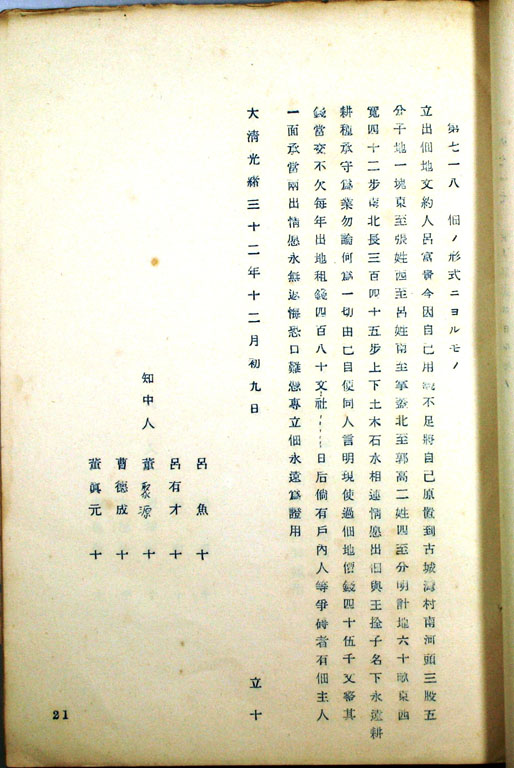 第七一八 佃ノ形式ニヨルモノ
立出佃地文約人呂富貴今因自己用 不足將自己原置到古城灣村南河頭三股五
分子地一塊東至張姓西至呂姓南至 北至郭高二姓四至分明計地六十畝東西
寬四十二步南北長三百四十五步上下土木石水相連情愿出佃與王拴子名下永遠耕
耕種承守爲業勿論何爲一切由己自使同人言明現使過佃地價錢四十伍千文 其
錢當交不欠每年出地租錢四百八十文社……日后倘有戶內人等爭碍者有佃主人
一面承當兩出情愿永無返悔恐口難憑專立佃永遠爲證用
大清光緒三十二年十二月初九日 立十
知中人
呂魚 十
呂有才 十
董聚源 十
曹德成 十
董眞元 十
21